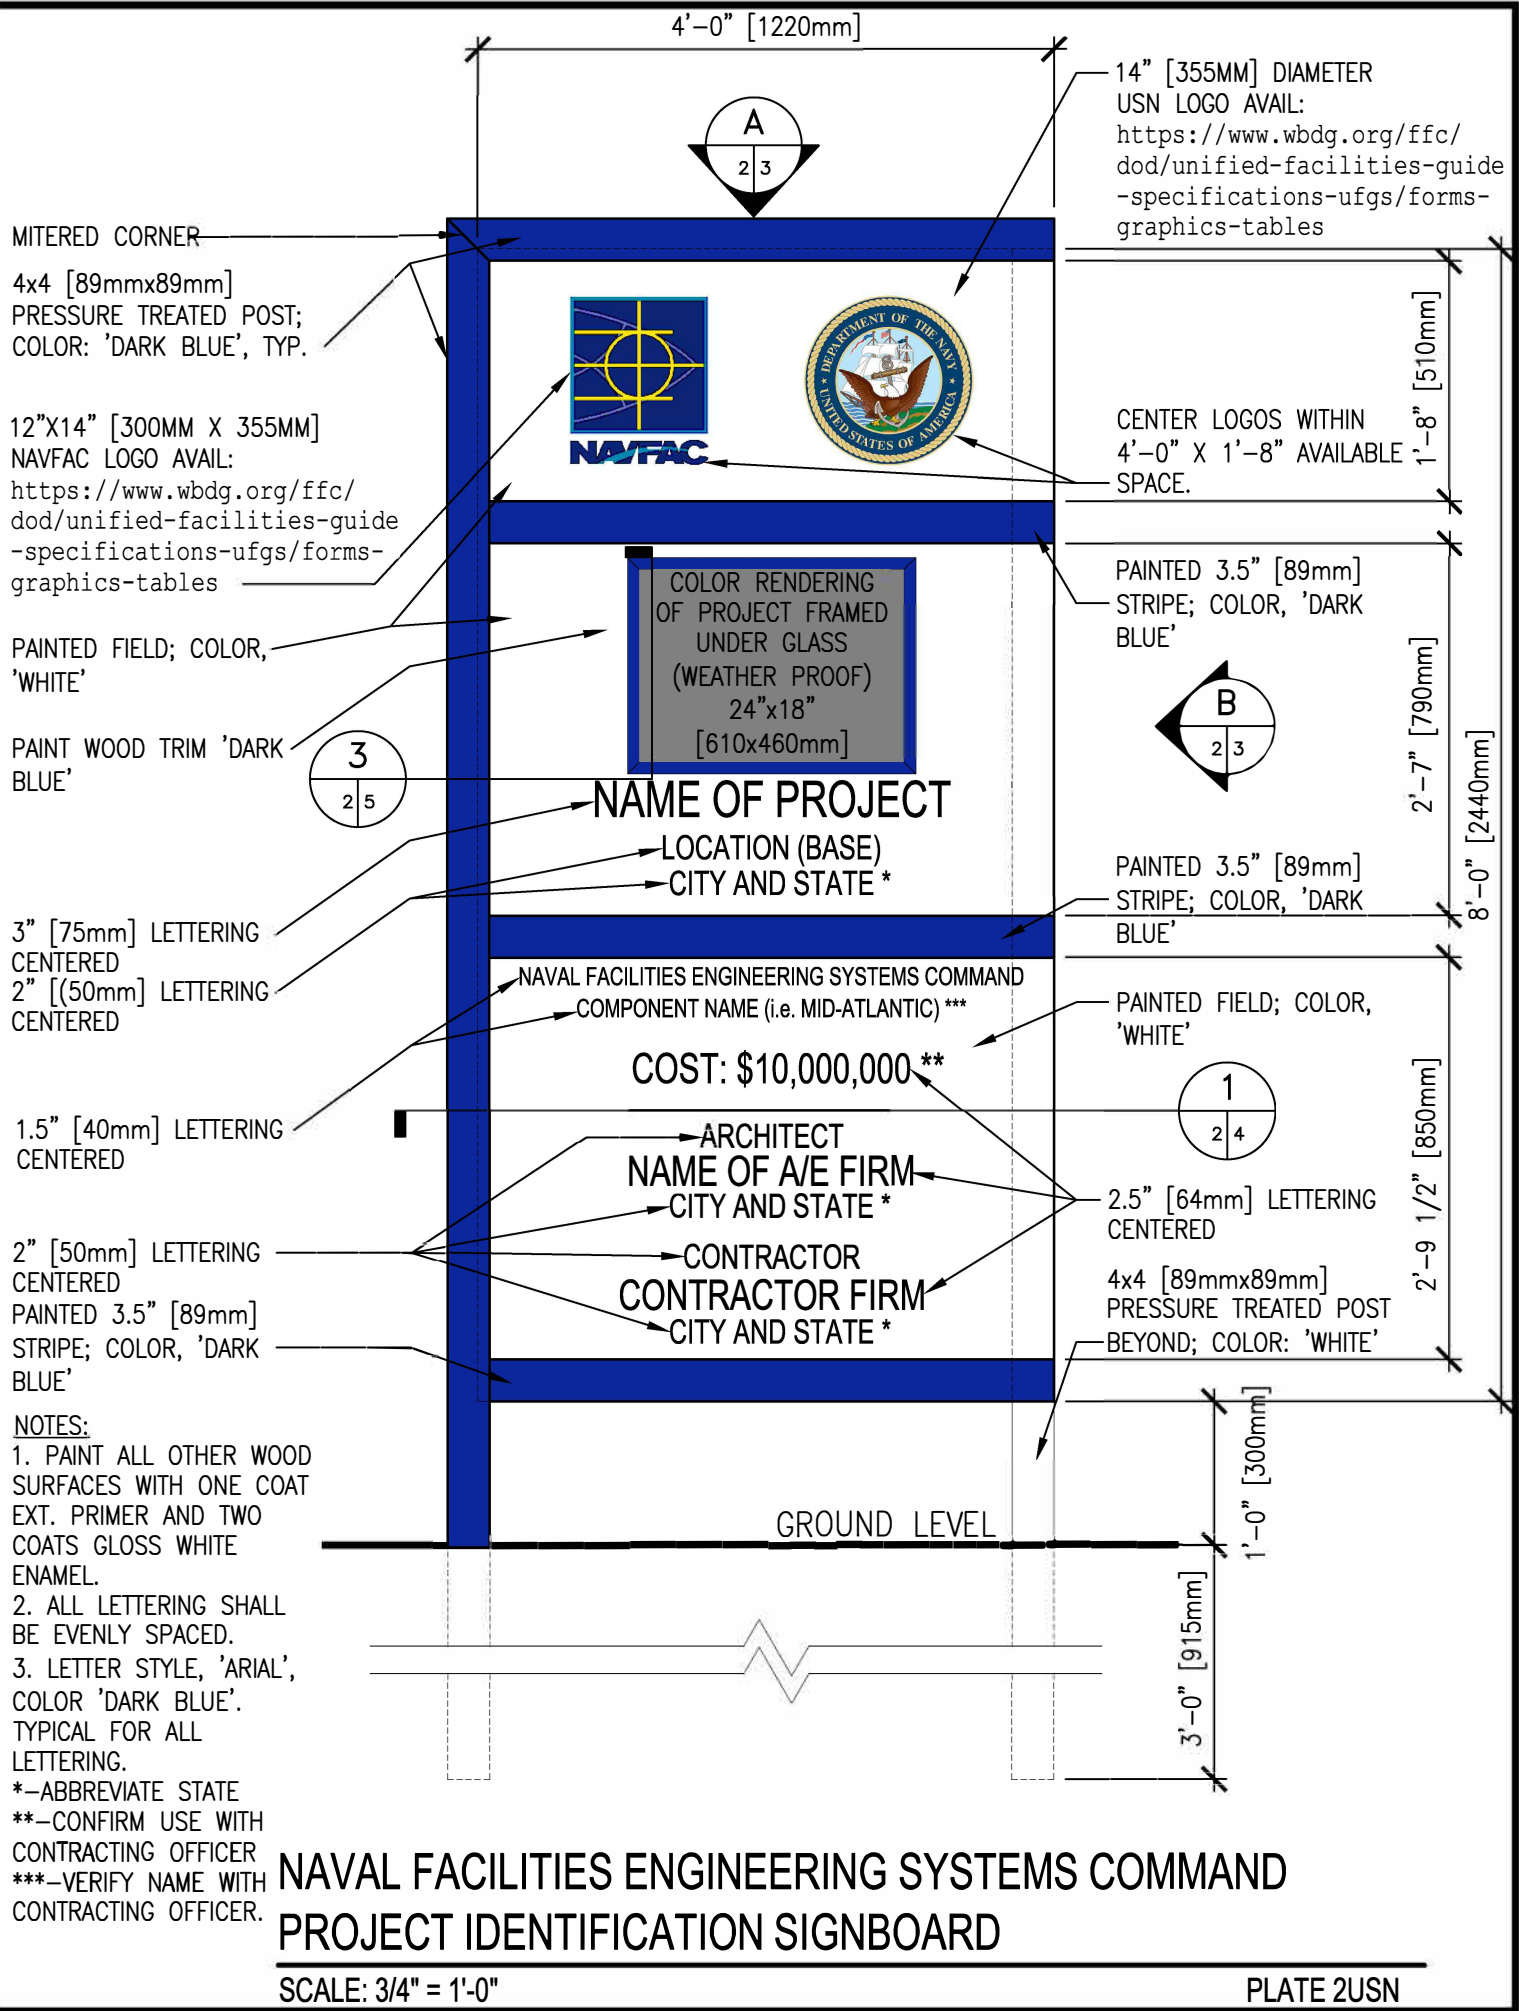 4'-0" [1220mm]
A
2 3
14" [355MM] DIAMETER
USN LOGO AVAIL:
https://www.wbdg.org/ffc/
dod/unified-facilities-guide
-specifications-ufgs/forms-
graphics-tables
MITERED CORNER
4x4 [89mmx89mm]
PRESSURE TREATED POST;
COLOR: 'DARK BLUE', TYP.
12"X14" [300MM X 355MM]
NAVFAC LOGO AVAIL:
https://www.wbdg.org/ffc/
dod/unified-facilities-guide
-specifications-ufgs/forms-
graphics-tables
PAINTED FIELD; COLOR,
'WHITE'
PAINT WOOD TRIM 'DARK
BLUE'
3
2 5
3" [75mm] LETTERING
CENTERED
2" [(50mm] LETTERING
CENTERED
1.5" [40mm] LETTERING
CENTERED
2" [50mm] LETTERING
CENTERED
PAINTED 3.5" [89mm]
STRIPE; COLOR, 'DARK
BLUE'
NAVFAC
DEPARTMENT OF THE NAVY
UNITED STATES OF AMERICA
COLOR RENDERING
OF PROJECT FRAMED
UNDER GLASS
(WEATHER PROOF)
24"x18"
[610x460mm]
NAME OF PROJECT
LOCATION (BASE)
CITY AND STATE *
NAVAL FACILITIES ENGINEERING SYSTEMS COMMAND
COMPONENT NAME (i.e. MID-ATLANTIC) ***
COST: $10,000,000 **
ARCHITECT
NAME OF A/E FIRM
CITY AND STATE *
CONTRACTOR
CONTRACTOR FIRM
CITY AND STATE *
CENTER LOGOS WITHIN
4'-0" X 1'-8" AVAILABLE
SPACE.
PAINTED 3.5" [89mm]
STRIPE; COLOR, 'DARK
BLUE'
B
2 3
PAINTED 3.5" [89mm]
STRIPE; COLOR, 'DARK
BLUE'
PAINTED FIELD; COLOR,
'WHITE'
1
2 4
2.5" [64mm] LETTERING
CENTERED
4x4 [89mmx89mm]
PRESSURE TREATED POST
BEYOND; COLOR: 'WHITE'
1'-8" [510mm]
2'-7" [790mm]
8'-0" [2440mm]
2'-9 1/2" [850mm]
1'-0" [300mm]
3'-0" [915mm]
GROUND LEVEL
NOTES:
1. PAINT ALL OTHER WOOD
SURFACES WITH ONE COAT
EXT. PRIMER AND TWO
COATS GLOSS WHITE
ENAMEL.
2. ALL LETTERING SHALL
BE EVENLY SPACED.
3. LETTER STYLE, 'ARIAL',
COLOR 'DARK BLUE'.
TYPICAL FOR ALL
LETTERING.
*-ABBREVIATE STATE
**-CONFIRM USE WITH
CONTRACTING OFFICER
***-VERIFY NAME WITH
CONTRACTING OFFICER.
NAVAL FACILITIES ENGINEERING SYSTEMS COMMAND
PROJECT IDENTIFICATION SIGNBOARD
SCALE: 3/4" = 1'-0"
PLATE 2USN